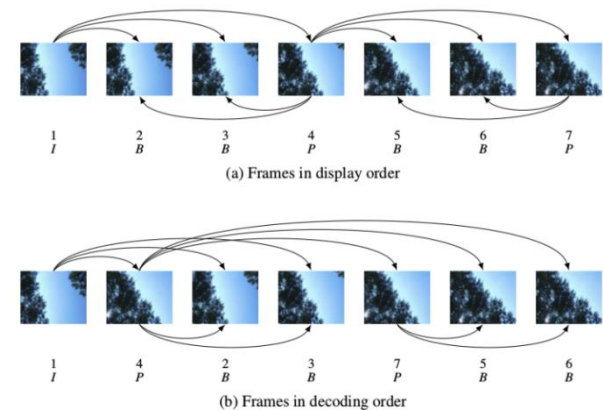 1 2 3 4 5 6 7
I B B P B B P
(a) Frames in display order
1 4 2 3 7 5 6
I P B B P B B
(b) Frames in decoding order